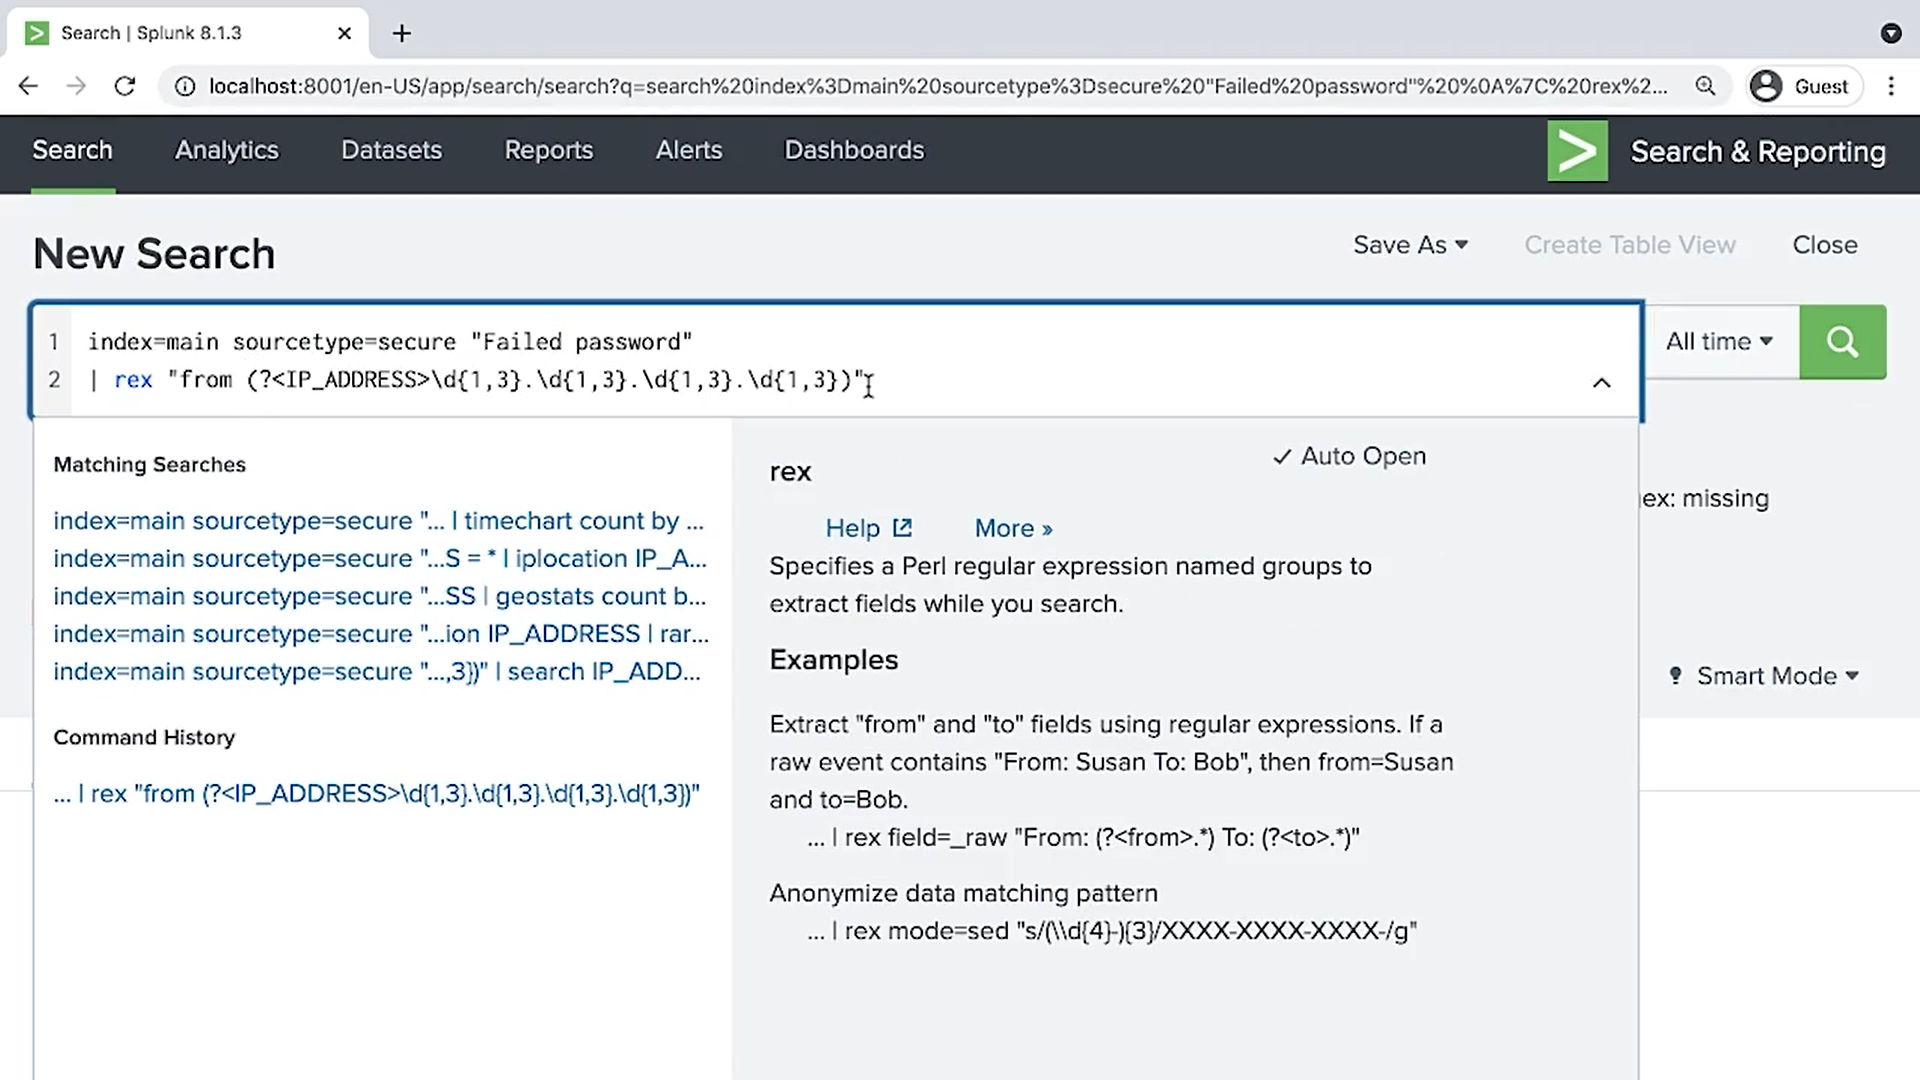 Search | Splunk 8.1.3
localhost:8001/en-US/app/search/search?q=search%20index%3Dmain%20sourcetype%3Dsecure%20"Failed%20password"%20%0A%7C%20rex%2...
Guest
Search Analytics Datasets Reports Alerts Dashboards
Search & Reporting
New Search
Save As Create Table View Close
1 index=main sourcetype=secure "Failed password"
2 | rex "from (?<IP_ADDRESS>\d{1,3}.\d{1,3}.\d{1,3}.\d{1,3})"
All time
Matching Searches
index=main sourcetype=secure "... | timechart count by ...
index=main sourcetype=secure "...S = * | iplocation IP_A...
index=main sourcetype=secure "...SS | geostats count b...
index=main sourcetype=secure "...ion IP_ADDRESS | rar...
index=main sourcetype=secure "...,3})" | search IP_ADD...
Command History
... | rex "from (?<IP_ADDRESS>\d{1,3}.\d{1,3}.\d{1,3}.\d{1,3})"
rex
Auto Open
Help More »
Specifies a Perl regular expression named groups to
extract fields while you search.
Examples
Extract "from" and "to" fields using regular expressions. If a
raw event contains "From: Susan To: Bob", then from=Susan
and to=Bob.
... | rex field=_raw "From: (?<from>.*) To: (?<to>.*)"
Anonymize data matching pattern
... | rex mode=sed "s/(\\d{4}-){3}/XXXX-XXXX-XXXX-/g"
ex: missing
Smart Mode